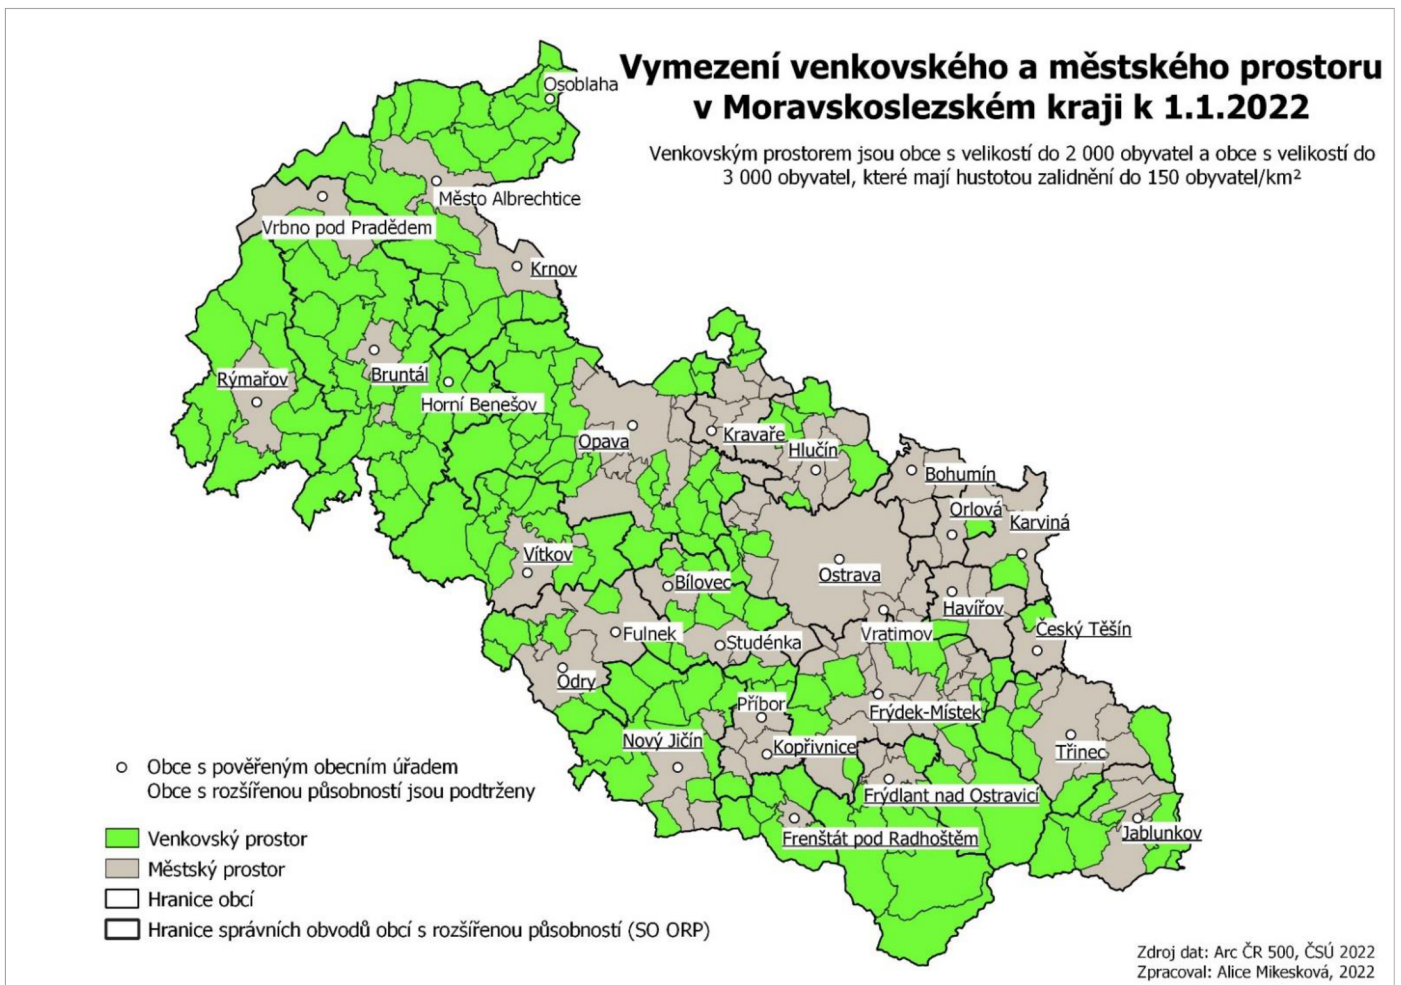 Vymezení venkovského a městského prostoru
v Moravskoslezském kraji k 1.1.2022
Venkovským prostorem jsou obce s velikostí do 2 000 obyvatel a obce s velikostí do
3 000 obyvatel, které mají hustotou zalidnění do 150 obyvatel/km²
Osoblaha
Město Albrechtice
Vrbno pod Pradědem
Krnov
Rýmařov
Bruntál
Horní Benešov
Opava
Kravaře
Hlučín
Bohumín
Orlová
Karviná
Vítkov
Bílovec
Ostrava
Havířov
Český Těšín
Fulnek
Studénka
Vratimov
Odry
Příbor
Frýdek-Místek
Nový Jičín
Kopřivnice
Třinec
Frýdlant nad Ostravicí
Frenštát pod Radhoštěm
Jablunkov
Obce s pověřeným obecním úřadem
Obce s rozšířenou působností jsou podtrženy
Venkovský prostor
Městský prostor
Hranice obcí
Hranice správních obvodů obcí s rozšířenou působností (SO ORP)
Zdroj dat: Arc ČR 500, ČSÚ 2022
Zpracoval: Alice Mikesková, 2022